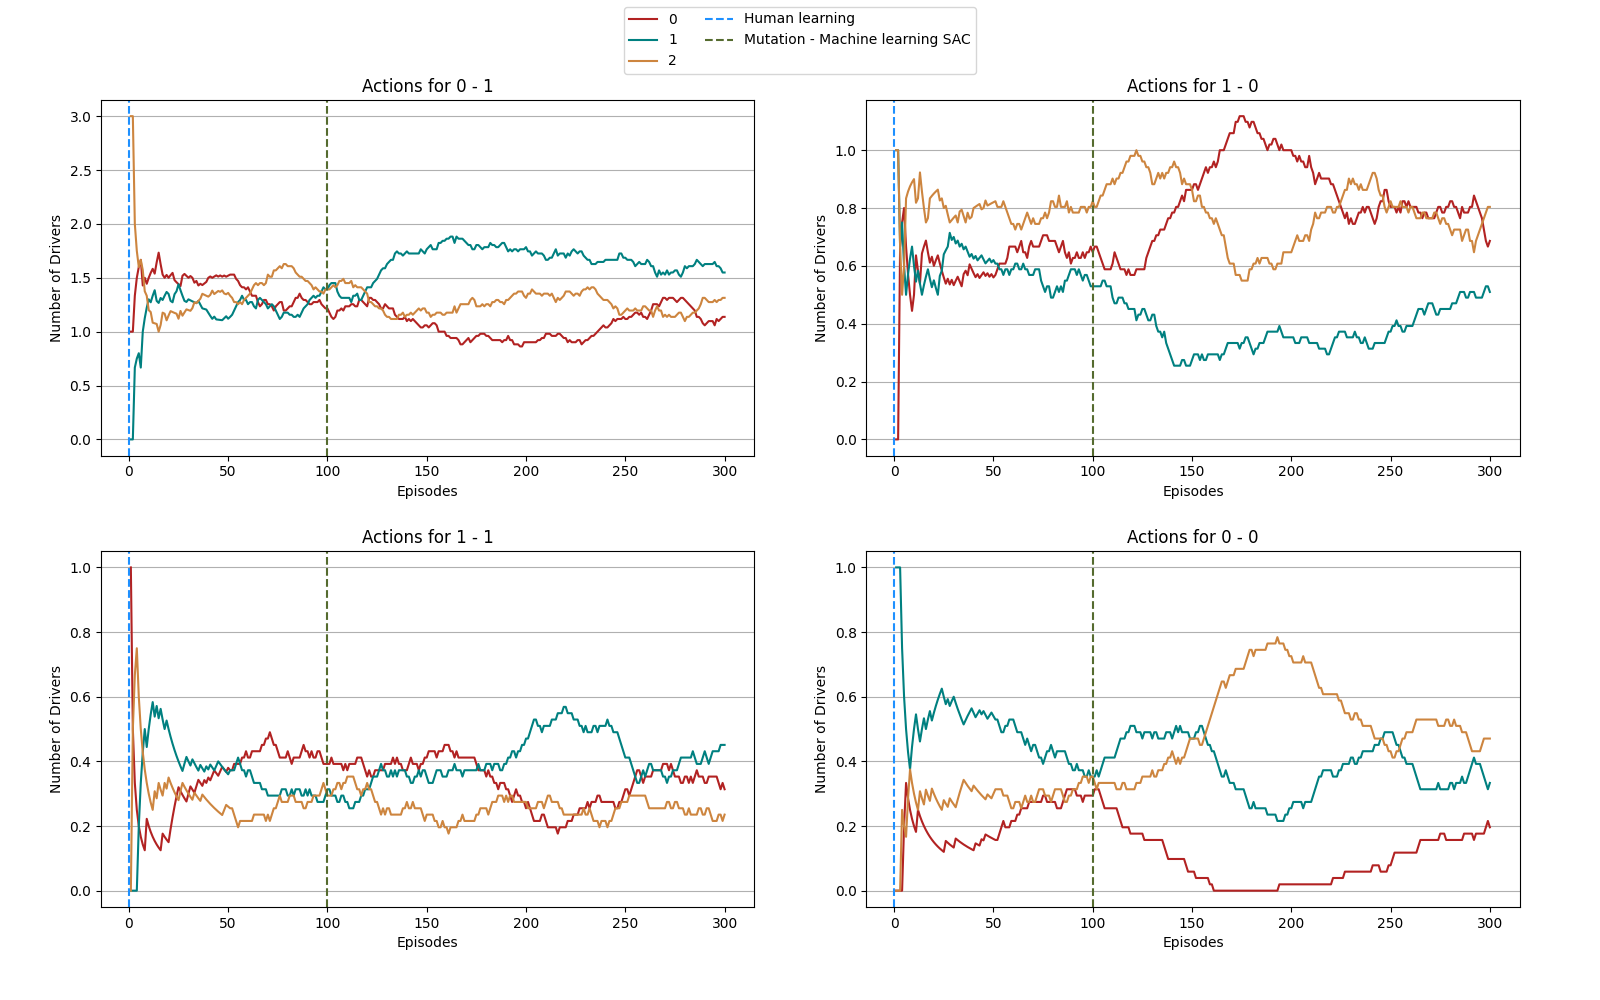 0
1
2
Human learning
Mutation - Machine learning SAC
Actions for 0 - 1
Number of Drivers
3.0
2.5
2.0
1.5
1.0
0.5
0.0
0 50 100 150 200 250 300
Episodes
Actions for 1 - 0
Number of Drivers
1.0
0.8
0.6
0.4
0.2
0.0
0 50 100 150 200 250 300
Episodes
Actions for 1 - 1
Number of Drivers
1.0
0.8
0.6
0.4
0.2
0.0
0 50 100 150 200 250 300
Episodes
Actions for 0 - 0
Number of Drivers
1.0
0.8
0.6
0.4
0.2
0.0
0 50 100 150 200 250 300
Episodes